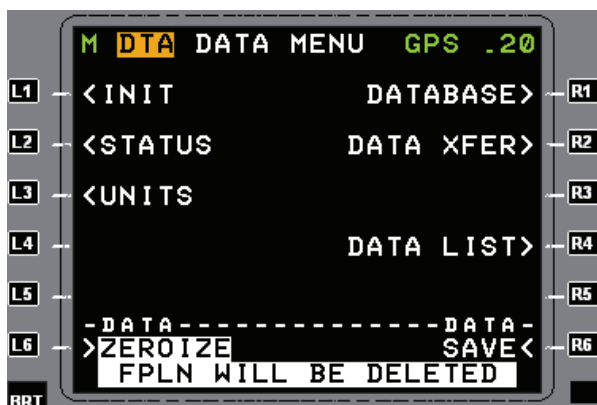 M DTA DATA MENU GPS .20
L1 <INIT DATABASE> R1
L2 <STATUS DATA XFER> R2
L3 <UNITS R3
L4 DATA LIST> R4
L5 R5
-DATA----------------DATA-
L6 >ZEROIZE SAVE< R6
FPLN WILL BE DELETED
BRT